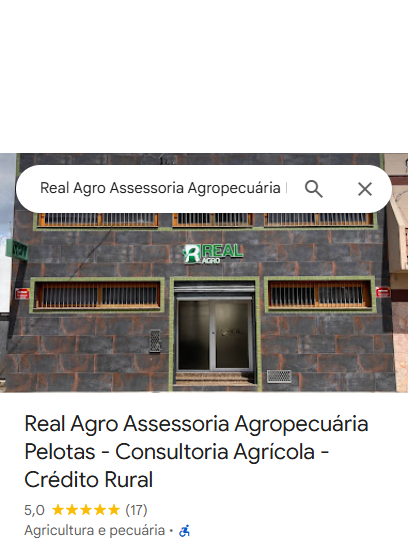 Real Agro Assessoria Agropecuária
REAL
AGRO
Real Agro Assessoria Agropecuária
Pelotas - Consultoria Agrícola -
Crédito Rural
5,0 (17)
Agricultura e pecuária ·